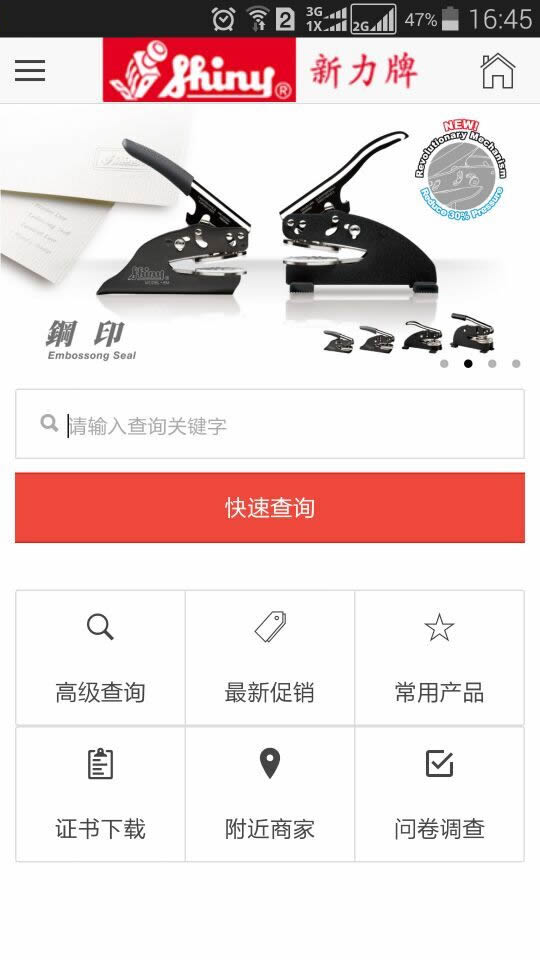 2
3G
1X
2G
47%
16:45
Shiny®
新力牌
NEW!
Revolutionary Mechanism
Reduce 30% Pressure
Shiny
鋼印
Embossong Seal
请输入查询关键字
快速查询
高级查询
最新促销
常用产品
证书下载
附近商家
问卷调查